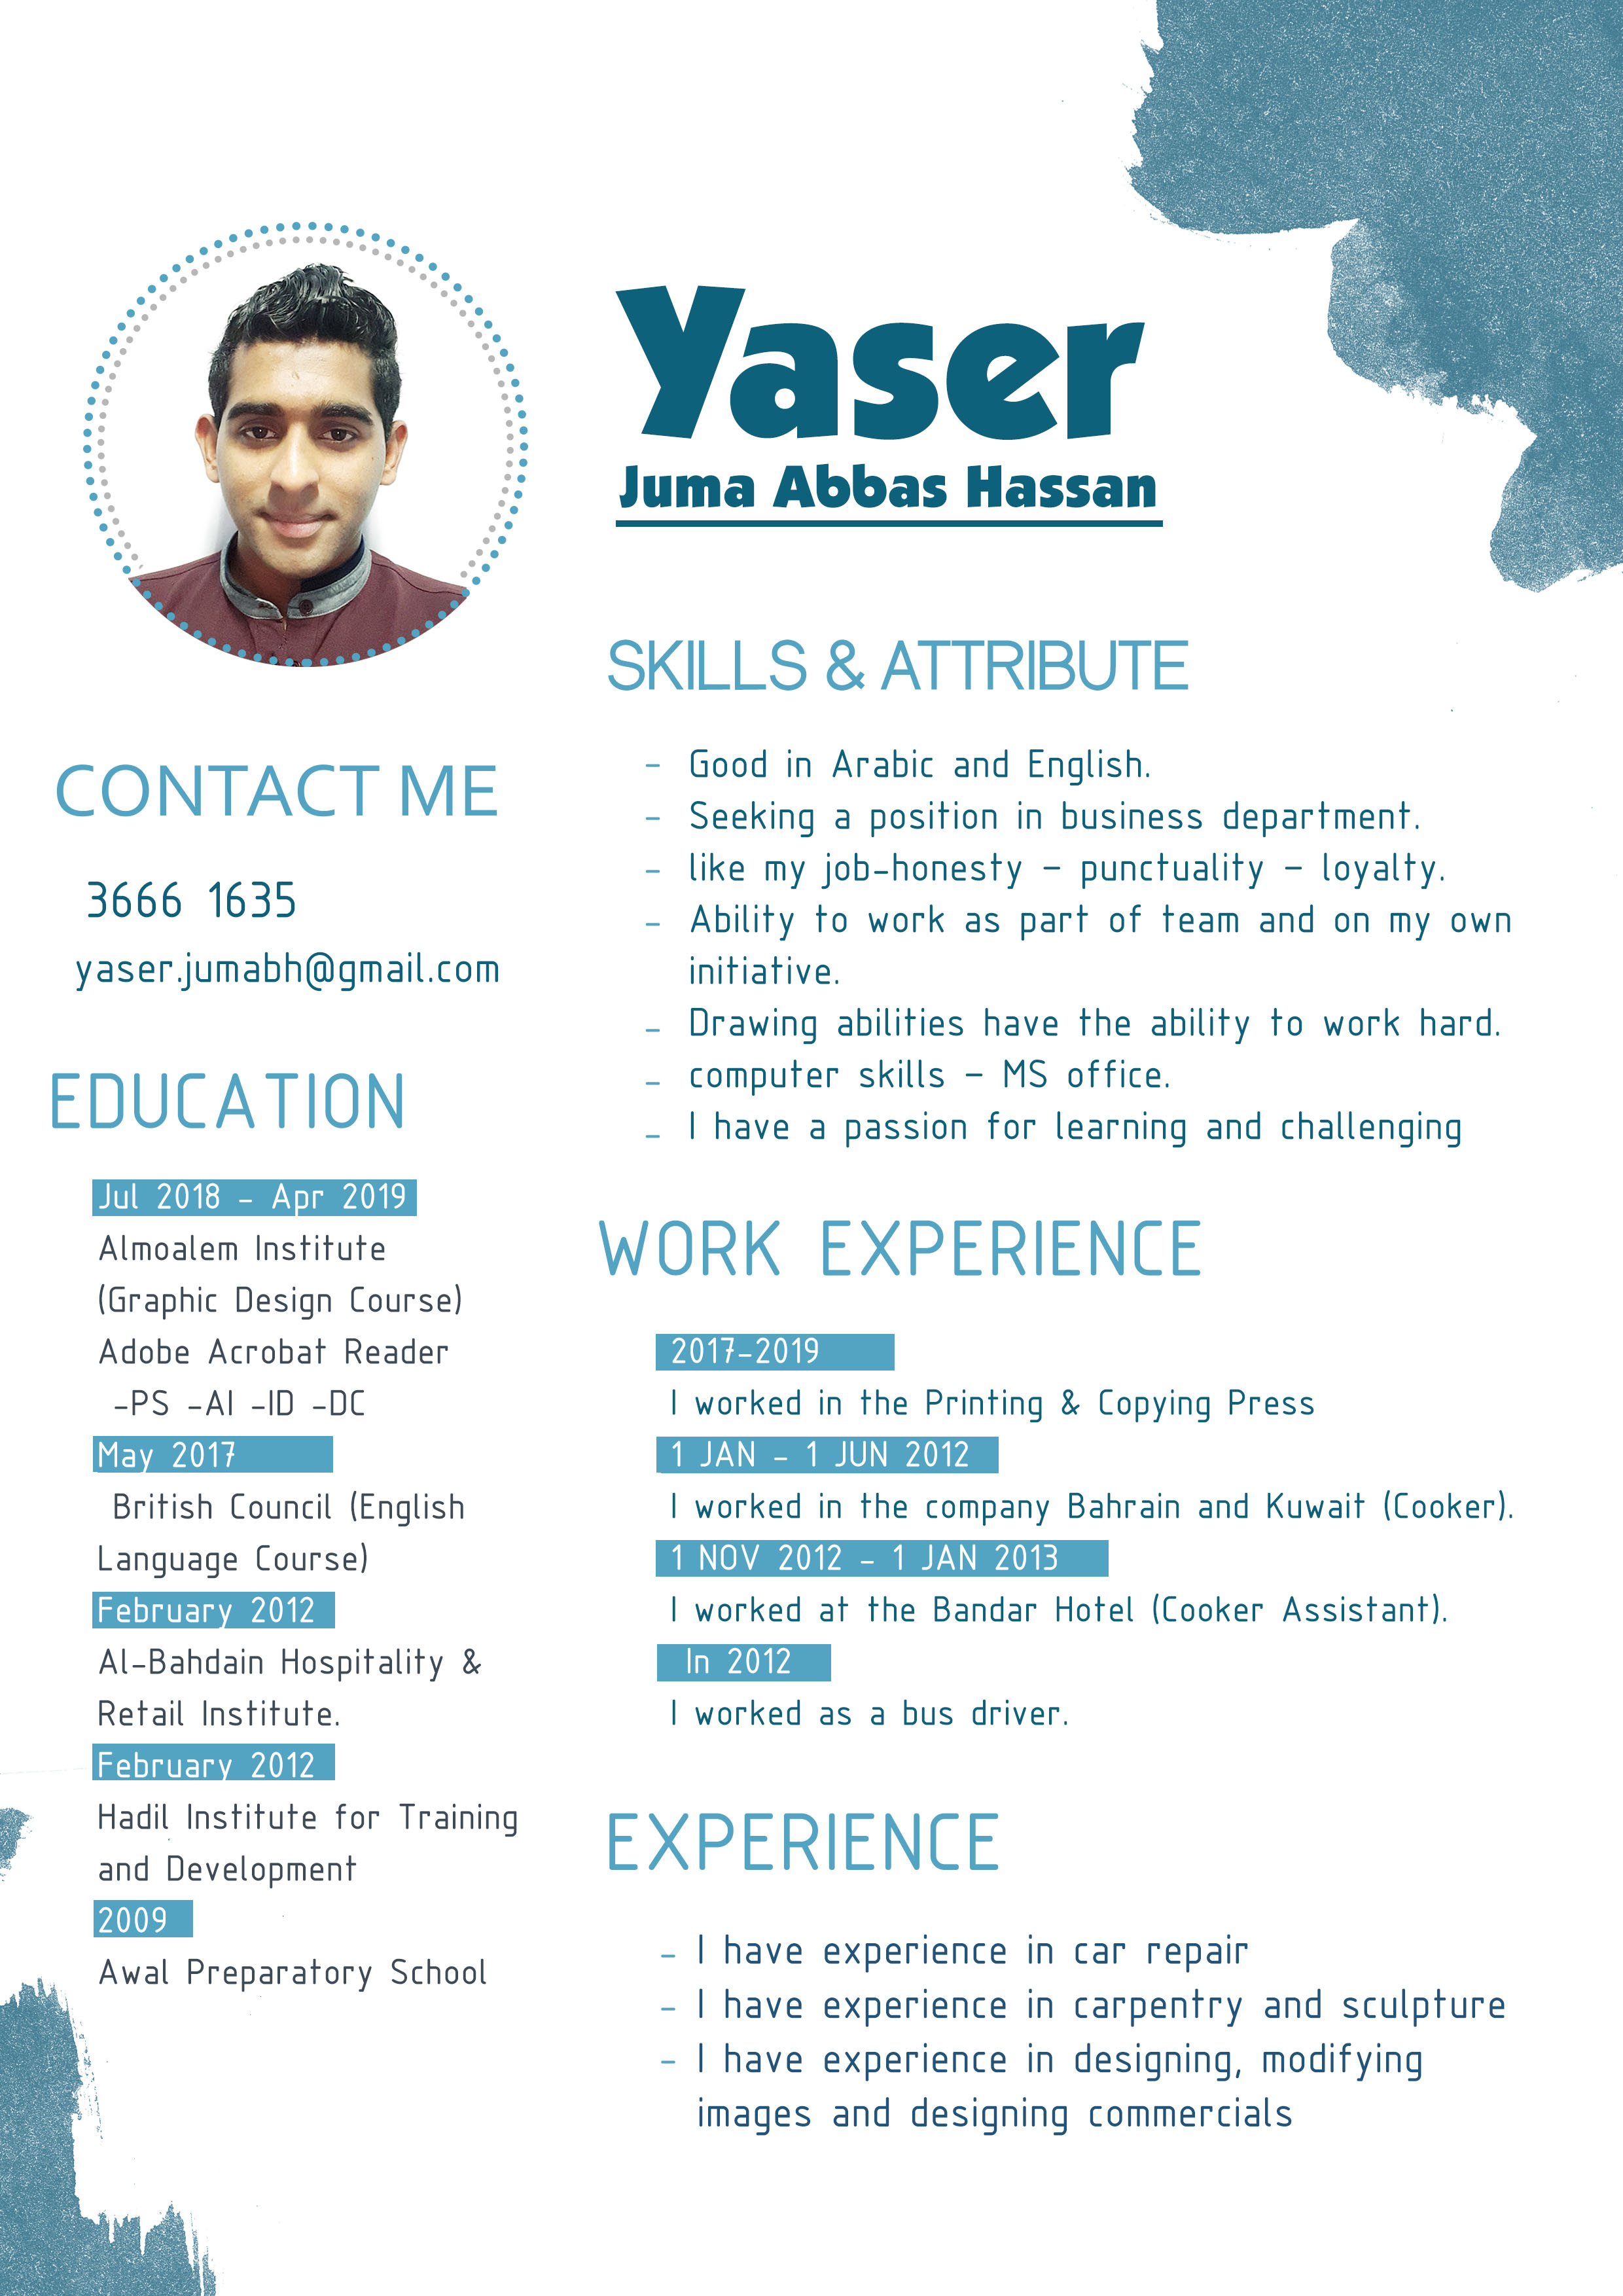 Yaser
Juma Abbas Hassan
CONTACT ME
3666 1635
yaser.jumabh@gmail.com
EDUCATION
Jul 2018 - Apr 2019
Almoalem Institute
(Graphic Design Course)
Adobe Acrobat Reader
-PS -AI -ID -DC
May 2017
British Council (English
Language Course)
February 2012
Al-Bahdain Hospitality &
Retail Institute.
February 2012
Hadil Institute for Training
and Development
2009
Awal Preparatory School
SKILLS & ATTRIBUTE
- Good in Arabic and English.
- Seeking a position in business department.
- like my job-honesty – punctuality – loyalty.
- Ability to work as part of team and on my own
initiative.
- Drawing abilities have the ability to work hard.
- computer skills – MS office.
- I have a passion for learning and challenging
WORK EXPERIENCE
2017-2019
I worked in the Printing & Copying Press
1 JAN - 1 JUN 2012
I worked in the company Bahrain and Kuwait (Cooker).
1 NOV 2012 - 1 JAN 2013
I worked at the Bandar Hotel (Cooker Assistant).
In 2012
I worked as a bus driver.
EXPERIENCE
- I have experience in car repair
- I have experience in carpentry and sculpture
- I have experience in designing, modifying
images and designing commercials